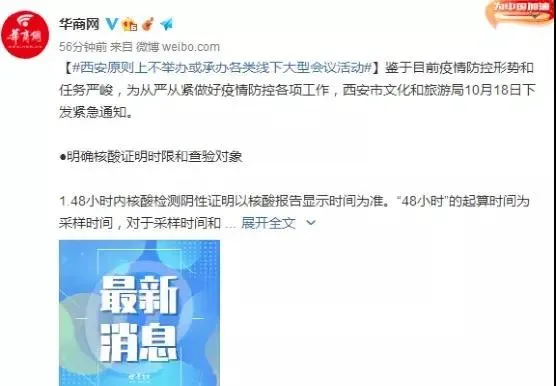 华商网
为中国加速
56分钟前 来自 微博 weibo.com
【#西安原则上不举办或承办各类线下大型会议活动#】鉴于目前疫情防控形势和
任务严峻，为从严从紧做好疫情防控各项工作，西安市文化和旅游局10月18日下
发紧急通知。
●明确核酸证明时限和查验对象
1.48小时内核酸检测阴性证明以核酸报告显示时间为准。“48小时”的起算时间为
采样时间，对于采样时间和 ... 展开全文
最新
消息
华商网